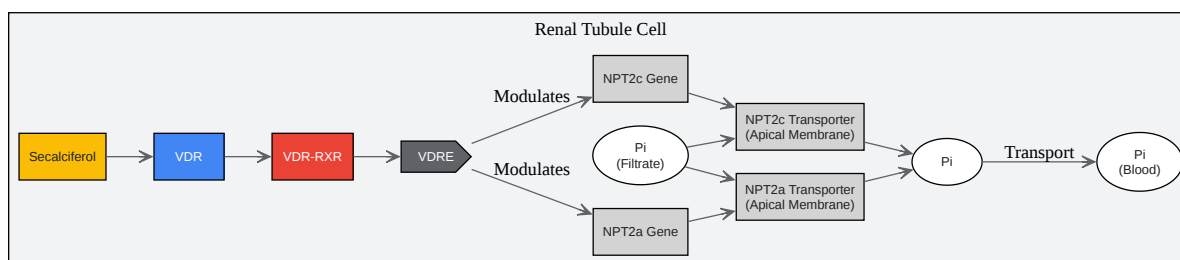 Renal Tubule Cell
Secalciferol
VDR
VDR-RXR
VDRE
Modulates
Modulates
NPT2c Gene
Pi
(Filtrate)
NPT2a Gene
NPT2c Transporter
(Apical Membrane)
NPT2a Transporter
(Apical Membrane)
Pi
Transport
Pi
(Blood)